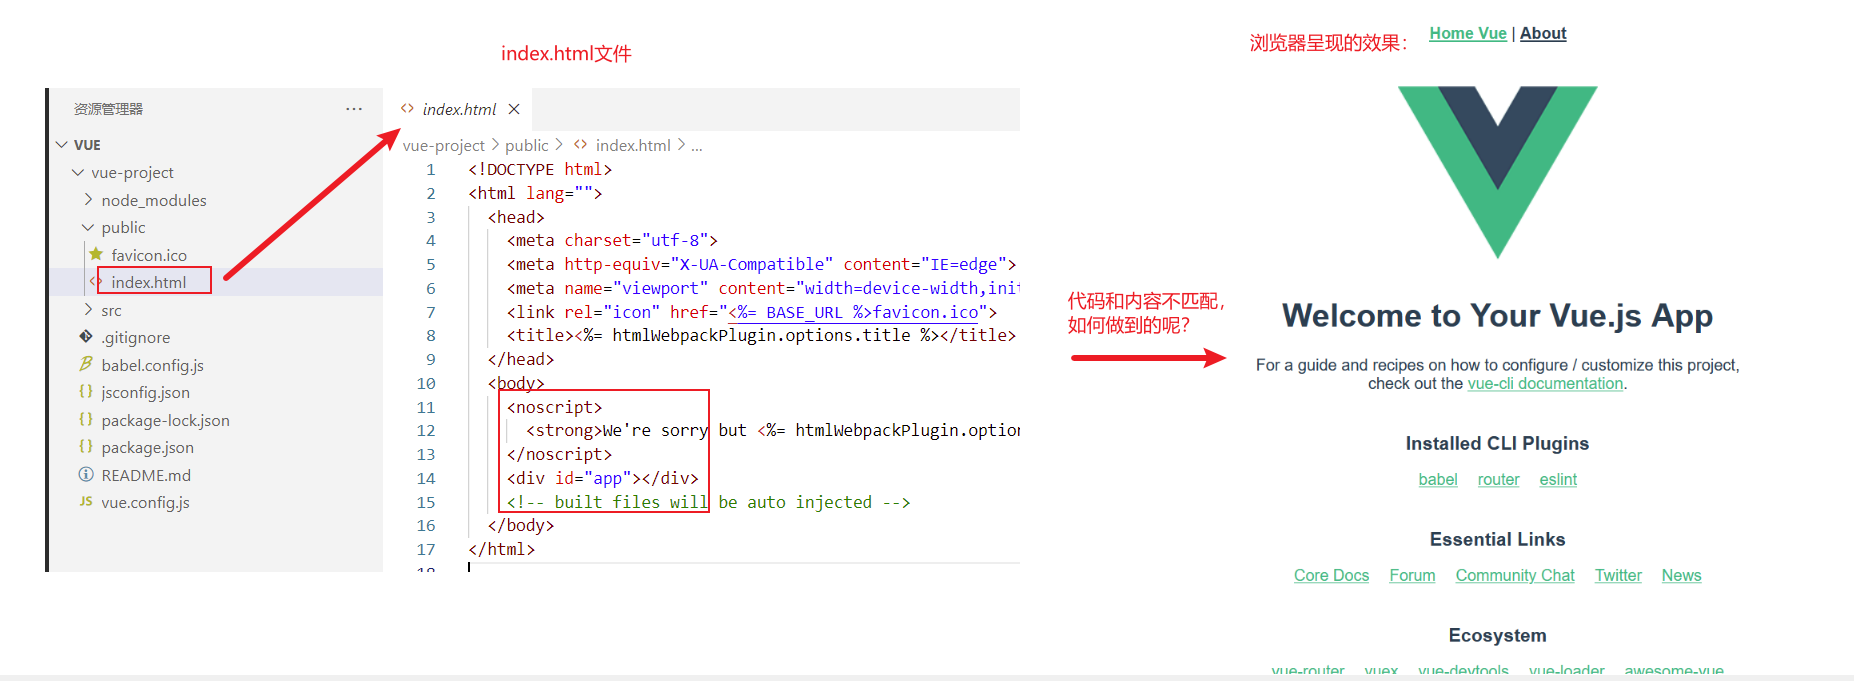 index.html文件
资源管理器 ···
VUE
vue-project
node_modules
public
favicon.ico
index.html
src
.gitignore
babel.config.js
jsconfig.json
package-lock.json
package.json
README.md
JS vue.config.js
<> index.html ×
vue-project > public > <> index.html > ...
1 <!DOCTYPE html>
2 <html lang="">
3 <head>
4 <meta charset="utf-8">
5 <meta http-equiv="X-UA-Compatible" content="IE=edge">
6 <meta name="viewport" content="width=device-width,init
7 <link rel="icon" href="<%= BASE_URL %>favicon.ico">
8 <title><%= htmlWebpackPlugin.options.title %></title>
9 </head>
10 <body>
11 <noscript>
12 <strong>We're sorry but <%= htmlWebpackPlugin.option
13 </noscript>
14 <div id="app"></div>
15 <!-- built files will be auto injected -->
16 </body>
17 </html>
18
代码和内容不匹配，
如何做到的呢？
浏览器呈现的效果：
Home Vue | About
Welcome to Your Vue.js App
For a guide and recipes on how to configure / customize this project,
check out the vue-cli documentation.
Installed CLI Plugins
babel router eslint
Essential Links
Core Docs Forum Community Chat Twitter News
Ecosystem
vue-router vuex vue-devtools vue-loader awesome-vue